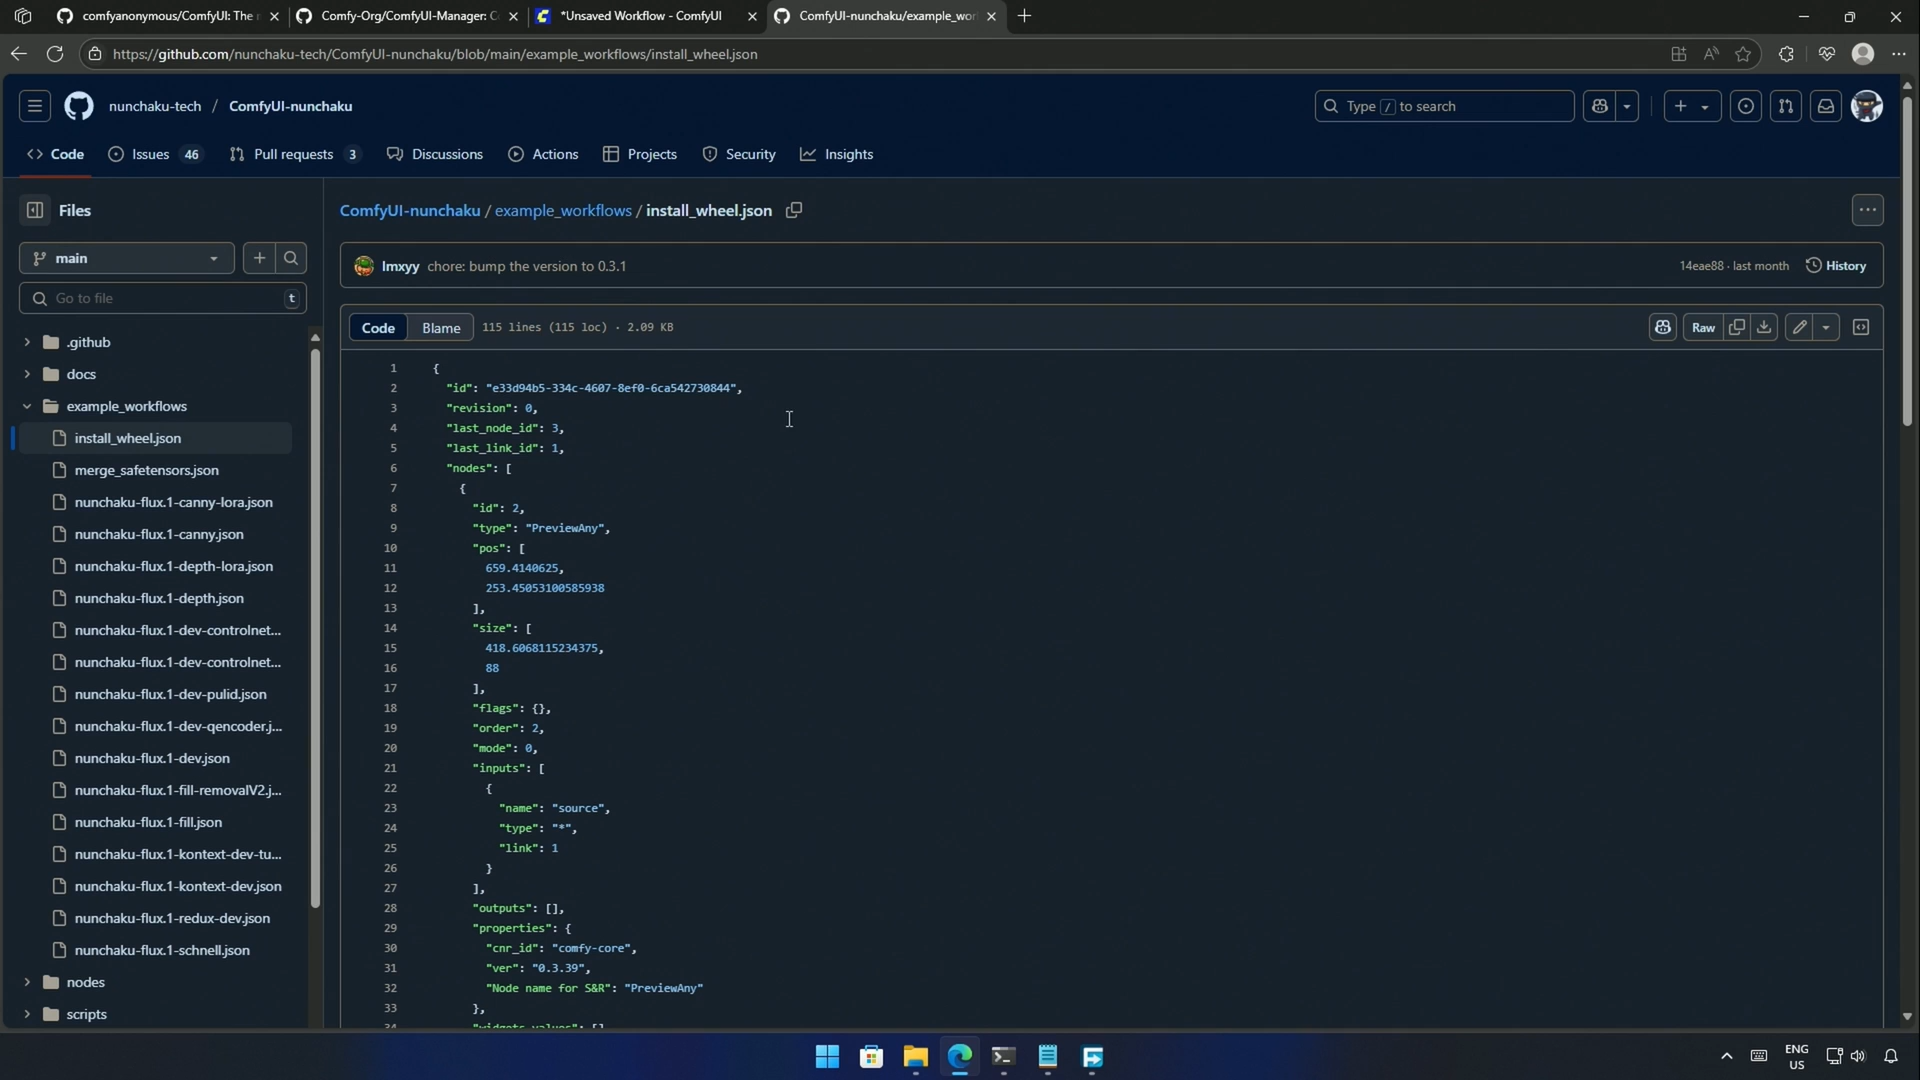 comfyanonymous/ComfyUI: The m
Comfy-Org/ComfyUI-Manager: C
*Unsaved Workflow - ComfyUI
ComfyUI-nunchaku/example_wor
https://github.com/nunchaku-tech/ComfyUI-nunchaku/blob/main/example_workflows/install_wheel.json
nunchaku-tech / ComfyUI-nunchaku
Type / to search
Code
Issues 46
Pull requests 3
Discussions
Actions
Projects
Security
Insights
Files
main
Go to file
t
.github
docs
example_workflows
install_wheel.json
merge_safetensors.json
nunchaku-flux.1-canny-lora.json
nunchaku-flux.1-canny.json
nunchaku-flux.1-depth-lora.json
nunchaku-flux.1-depth.json
nunchaku-flux.1-dev-controlnet...
nunchaku-flux.1-dev-controlnet...
nunchaku-flux.1-dev-pulid.json
nunchaku-flux.1-dev-qencoder.j...
nunchaku-flux.1-dev.json
nunchaku-flux.1-fill-removalV2.j...
nunchaku-flux.1-fill.json
nunchaku-flux.1-kontext-dev-tu...
nunchaku-flux.1-kontext-dev.json
nunchaku-flux.1-redux-dev.json
nunchaku-flux.1-schnell.json
nodes
scripts
ComfyUI-nunchaku / example_workflows / install_wheel.json
lmxyy chore: bump the version to 0.3.1
14eae88 · last month
History
Code
Blame
115 lines (115 loc) · 2.09 KB
Raw
1 {
2 "id": "e33d94b5-334c-4607-8ef0-6ca542730844",
3 "revision": 0,
4 "last_node_id": 3,
5 "last_link_id": 1,
6 "nodes": [
7 {
8 "id": 2,
9 "type": "PreviewAny",
10 "pos": [
11 659.4140625,
12 253.45053100585938
13 ],
14 "size": [
15 418.6068115234375,
16 88
17 ],
18 "flags": {},
19 "order": 2,
20 "mode": 0,
21 "inputs": [
22 {
23 "name": "source",
24 "type": "*",
25 "link": 1
26 }
27 ],
28 "outputs": [],
29 "properties": {
30 "cnr_id": "comfy-core",
31 "ver": "0.3.39",
32 "Node name for S&R": "PreviewAny"
33 },
34 "widgets_values": []
ENG
US